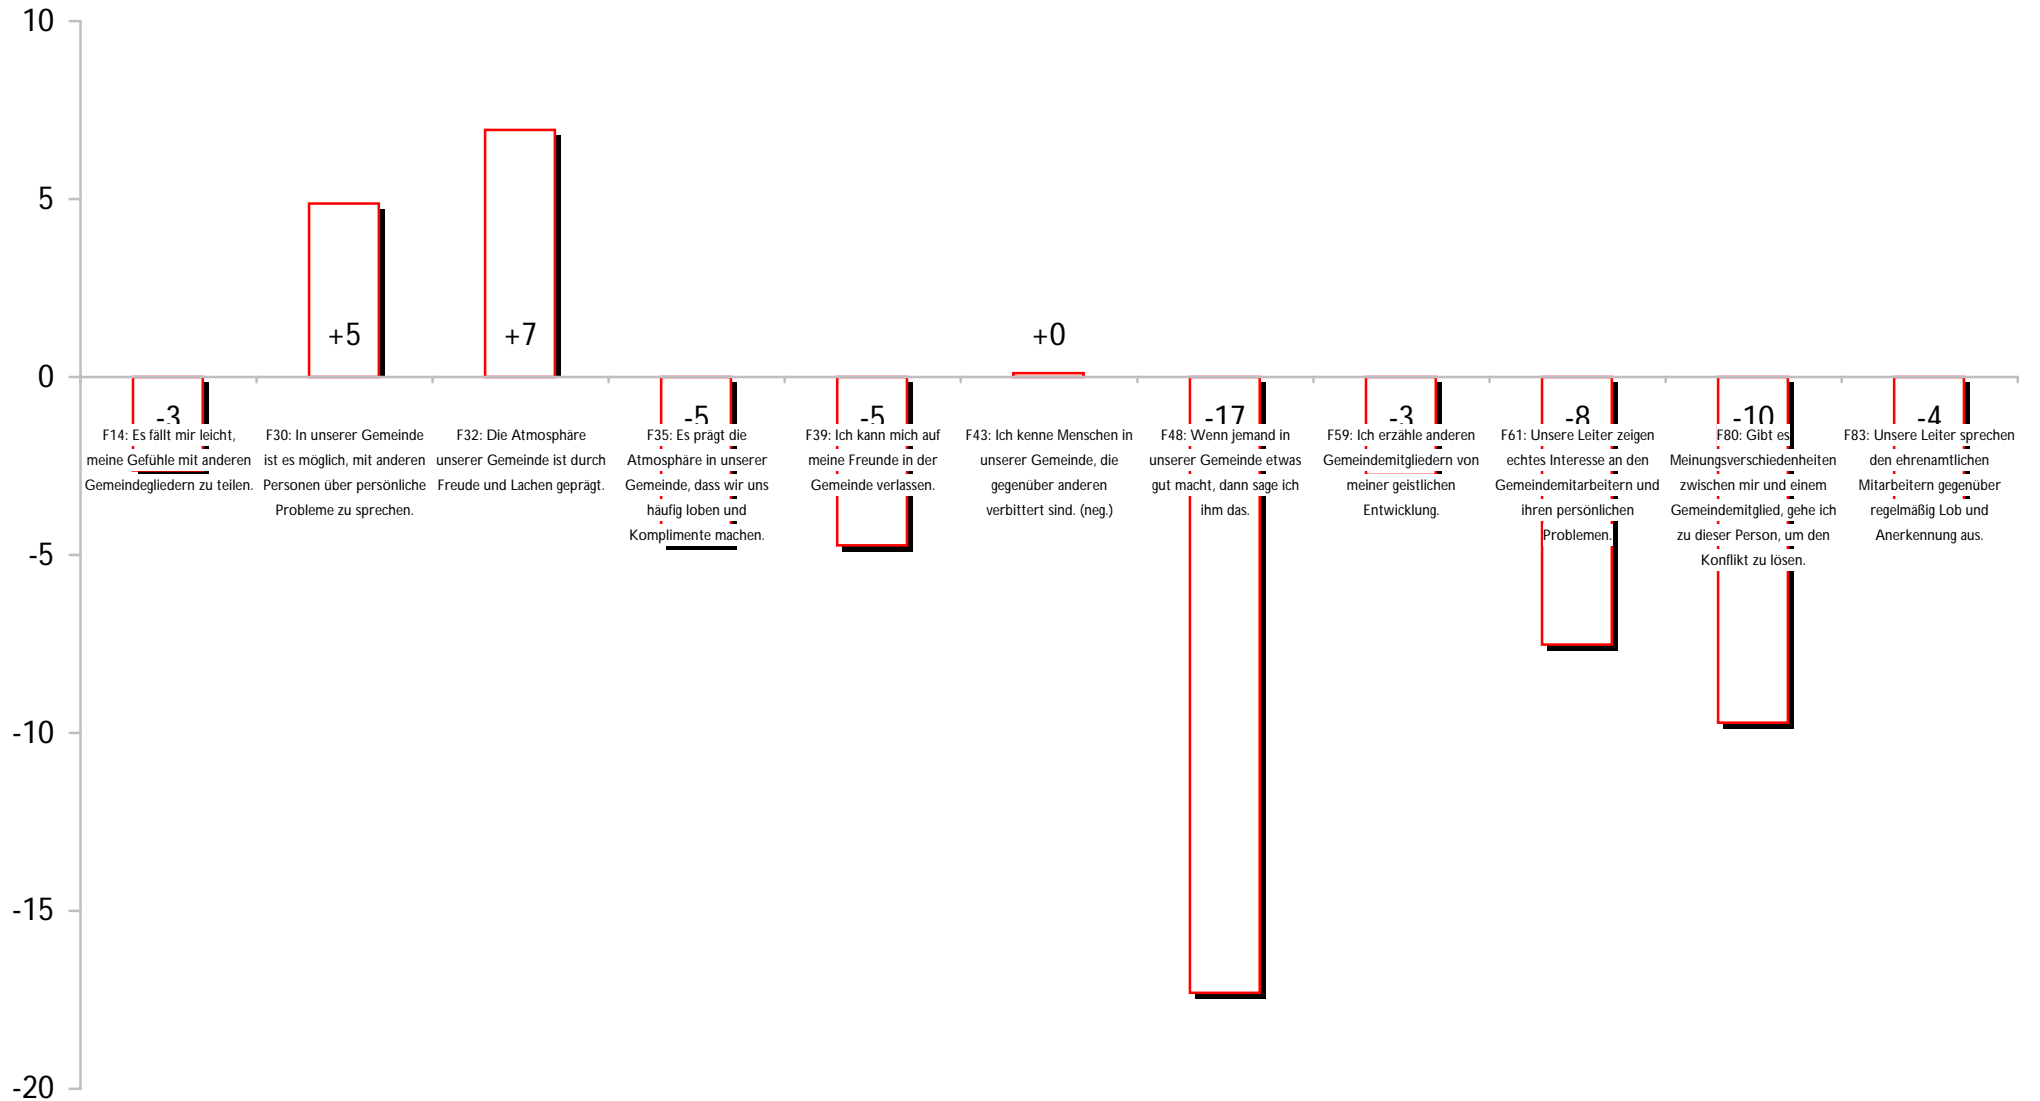 10
5
0
-5
-10
-15
-20
-3
+5
+7
-5
-5
+0
-17
-3
-8
-10
-4
F14: Es fällt mir leicht,
meine Gefühle mit anderen
Gemeindegliedern zu teilen.
F30: In unserer Gemeinde
ist es möglich, mit anderen
Personen über persönliche
Probleme zu sprechen.
F32: Die Atmosphäre
unserer Gemeinde ist durch
Freude und Lachen geprägt.
F35: Es prägt die
Atmosphäre in unserer
Gemeinde, dass wir uns
häufig loben und
Komplimente machen.
F39: Ich kann mich auf
meine Freunde in der
Gemeinde verlassen.
F43: Ich kenne Menschen in
unserer Gemeinde, die
gegenüber anderen
verbittert sind. (neg.)
F48: Wenn jemand in
unserer Gemeinde etwas
gut macht, dann sage ich
ihm das.
F59: Ich erzähle anderen
Gemeindemitgliedern von
meiner geistlichen
Entwicklung.
F61: Unsere Leiter zeigen
echtes Interesse an den
Gemeindemitarbeitern und
ihren persönlichen
Problemen.
F80: Gibt es
Meinungsverschiedenheiten
zwischen mir und einem
Gemeindemitglied, gehe ich
zu dieser Person, um den
Konflikt zu lösen.
F83: Unsere Leiter sprechen
den ehrenamtlichen
Mitarbeitern gegenüber
regelmäßig Lob und
Anerkennung aus.